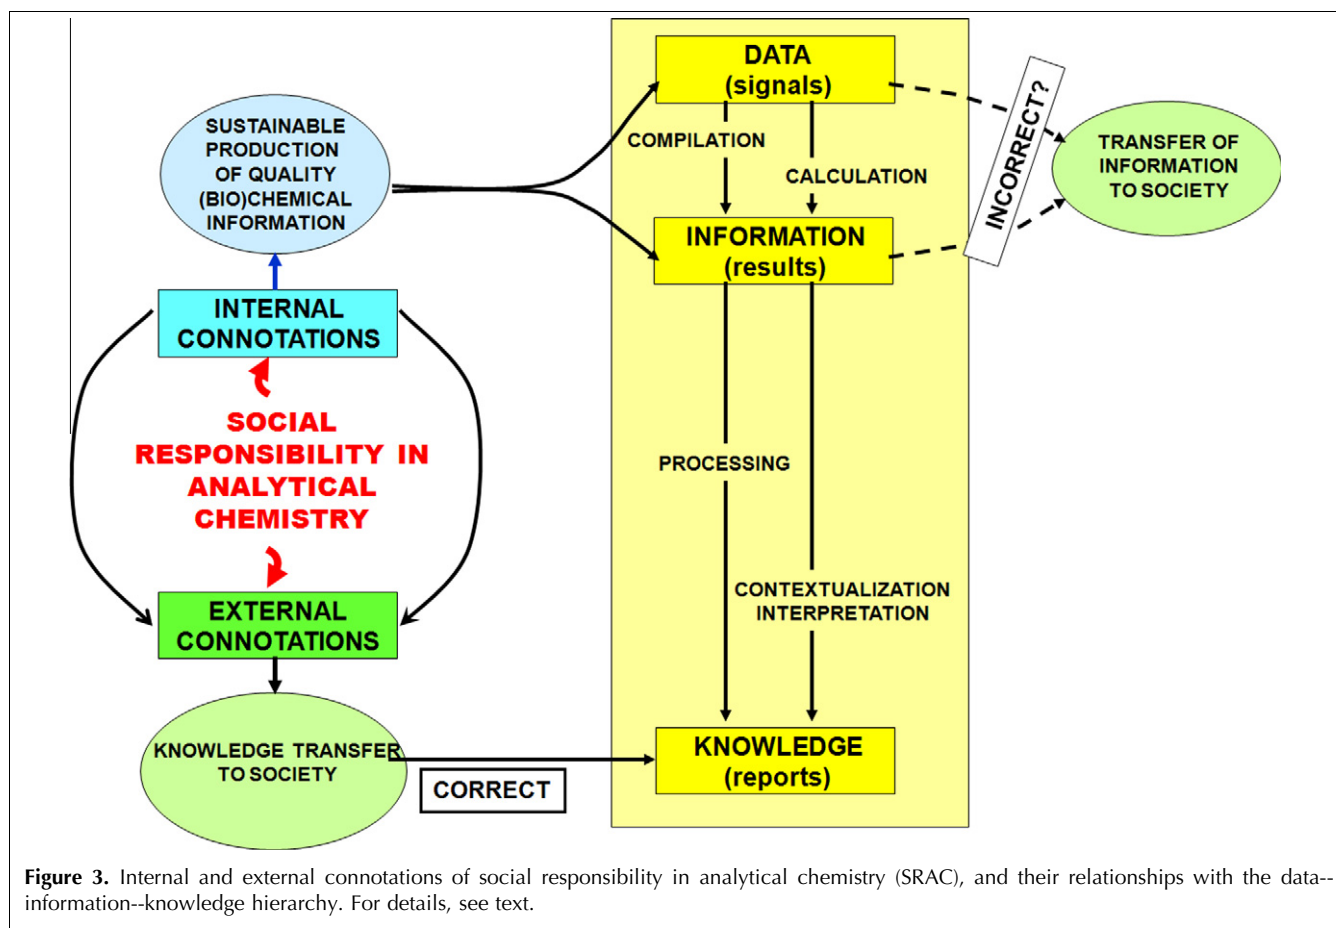 DATA
(signals)
COMPILATION
CALCULATION
INCORRECT?
TRANSFER OF
INFORMATION
TO SOCIETY
SUSTAINABLE
PRODUCTION
OF QUALITY
(BIO)CHEMICAL
INFORMATION
INFORMATION
(results)
INTERNAL
CONNOTATIONS
SOCIAL
RESPONSIBILITY IN
ANALYTICAL
CHEMISTRY
PROCESSING
CONTEXTUALIZATION
INTERPRETATION
EXTERNAL
CONNOTATIONS
KNOWLEDGE TRANSFER
TO SOCIETY
CORRECT
KNOWLEDGE
(reports)
Figure 3. Internal and external connotations of social responsibility in analytical chemistry (SRAC), and their relationships with the data--
information--knowledge hierarchy. For details, see text.